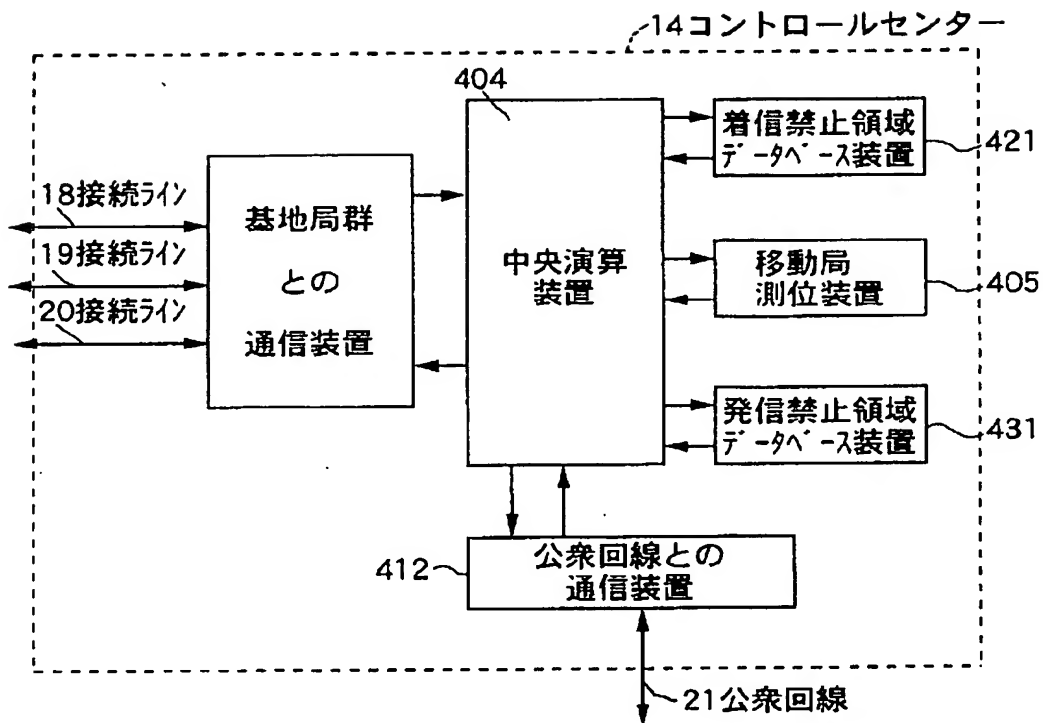 14コントロールセンター
404
着信禁止領域
データベース装置
421
18接続ライン
基地局群
との
通信装置
19接続ライン
20接続ライン
中央演算
装置
移動局
測位装置
405
発信禁止領域
データベース装置
431
412
公衆回線との
通信装置
21公衆回線